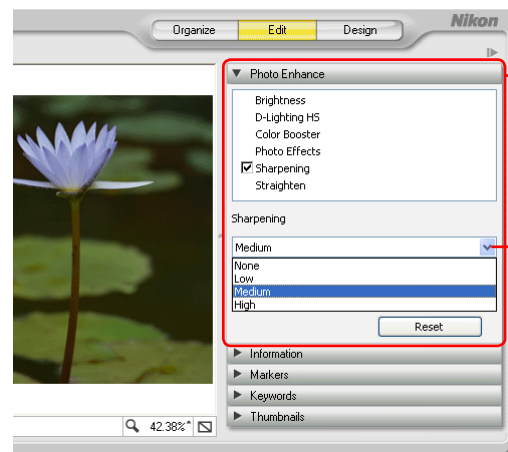 Organize Edit Design Nikon
Photo Enhance
Brightness
D-Lighting HS
Color Booster
Photo Effects
Sharpening
Straighten
Sharpening
Medium
None
Low
Medium
High
Reset
Information
Markers
Keywords
Thumbnails
42.38%